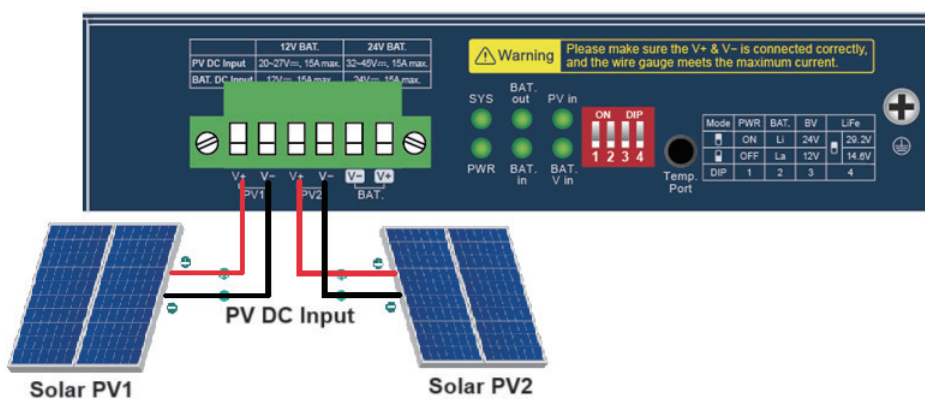 12V BAT. 24V BAT.
PV DC Input 20~27V⎓, 15A max. 32~45V⎓, 15A max.
BAT. DC Input 12V⎓, 15A max. 24V⎓, 15A max.
Warning
Please make sure the V+ & V− is connected correctly,
and the wire gauge meets the maximum current.
SYS BAT. out PV in
PWR BAT. in BAT. V in
ON DIP
1 2 3 4
Temp. Port
Mode PWR BAT. BV LiFe
ON Li 24V 29.2V
OFF La 12V 14.6V
DIP 1 2 3 4
V+ V− V+ V− V− V+
PV1 PV2 BAT.
PV DC Input
Solar PV1
Solar PV2